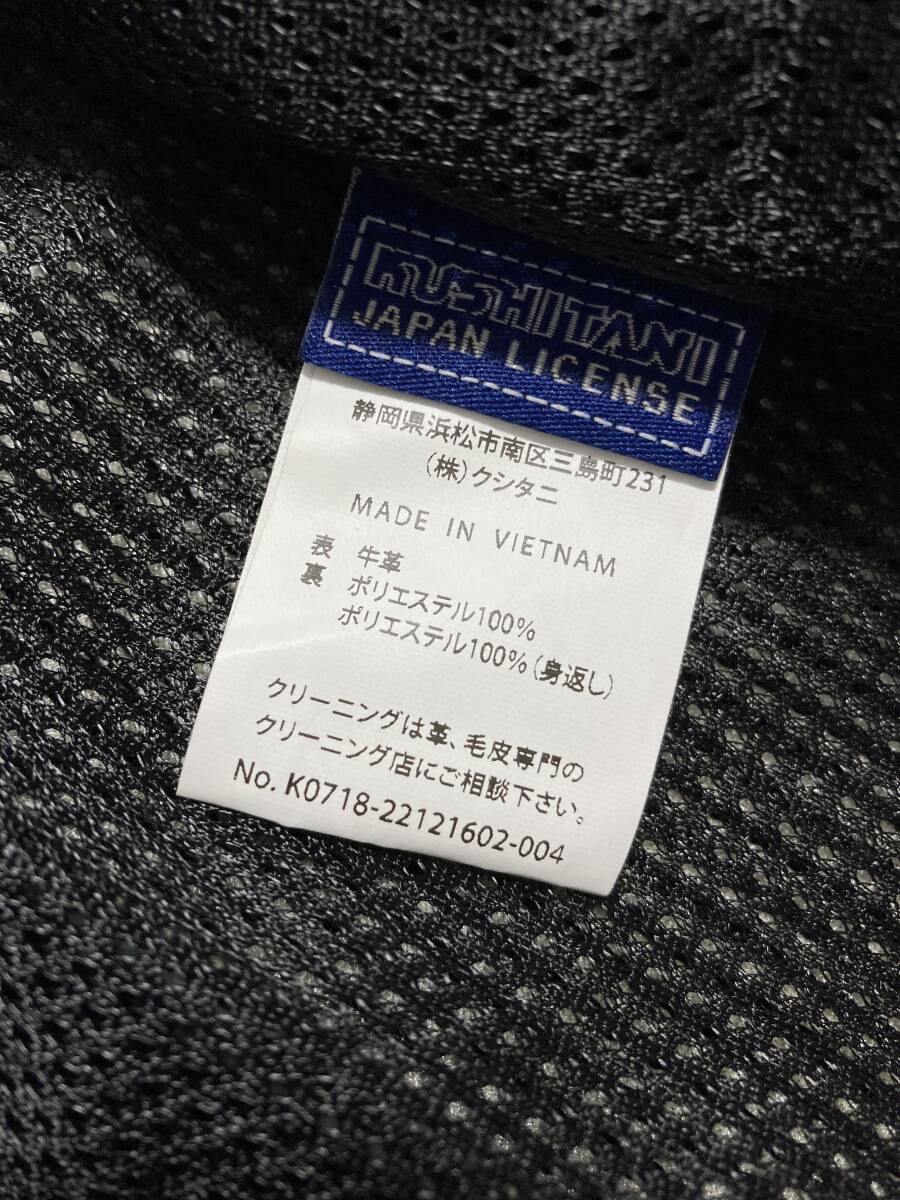 KUSHITANI
JAPAN LICENSE
静岡県浜松市南区三島町231
(株)クシタニ
MADE IN VIETNAM
表 牛革
裏 ポリエステル100%
ポリエステル100%(身返し)
クリーニングは革、毛皮専門の
クリーニング店にご相談下さい。
No. K0718-22121602-004